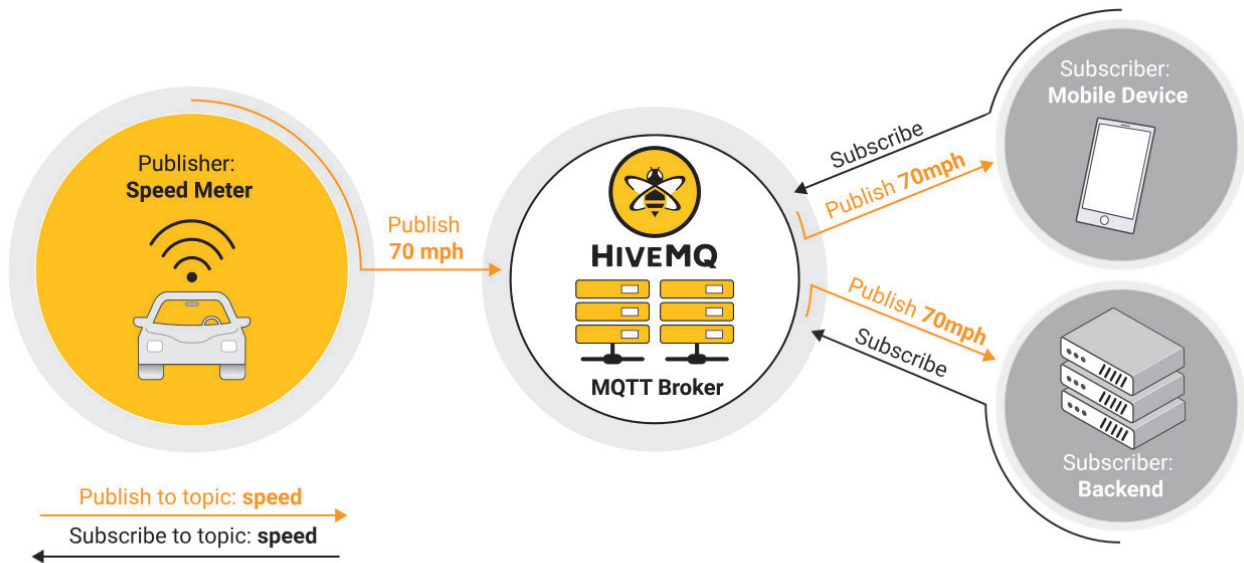 Publisher:
Speed Meter
Publish
70 mph
HIVEMQ
MQTT Broker
Subscribe
Publish 70mph
Subscriber:
Mobile Device
Publish 70mph
Subscribe
Subscriber:
Backend
Publish to topic: speed
Subscribe to topic: speed